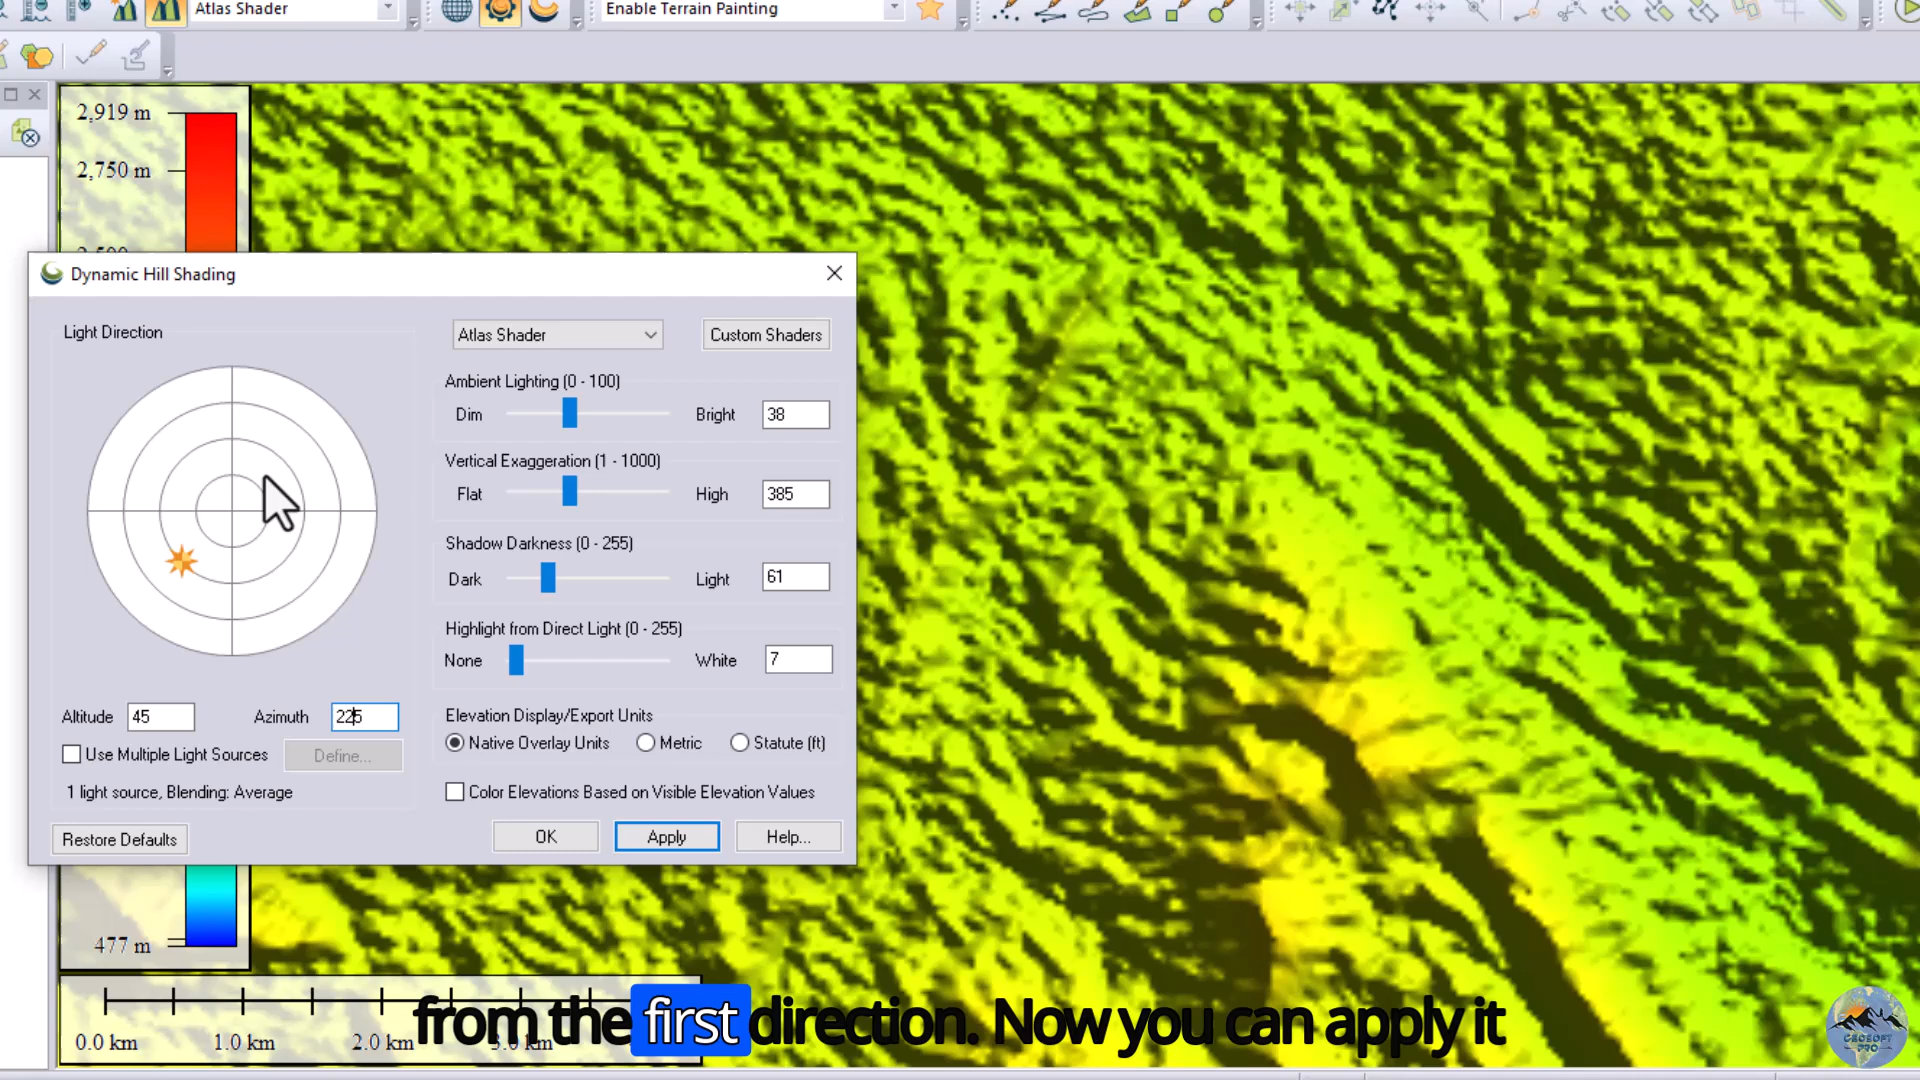 Atlas Shader
Enable Terrain Painting
2,919 m
2,750 m
Dynamic Hill Shading
Light Direction
Atlas Shader
Custom Shaders
Ambient Lighting (0 - 100)
Dim
Bright
38
Vertical Exaggeration (1 - 1000)
Flat
High
385
Shadow Darkness (0 - 255)
Dark
Light
61
Highlight from Direct Light (0 - 255)
None
White
7
Altitude
45
Azimuth
225
Use Multiple Light Sources
Define...
1 light source, Blending: Average
Elevation Display/Export Units
Native Overlay Units
Metric
Statute (ft)
Color Elevations Based on Visible Elevation Values
Restore Defaults
OK
Apply
Help...
477 m
0.0 km
1.0 km
2.0 km
3.0 km
from the first direction. Now you can apply it
GEOSOFT
PRO